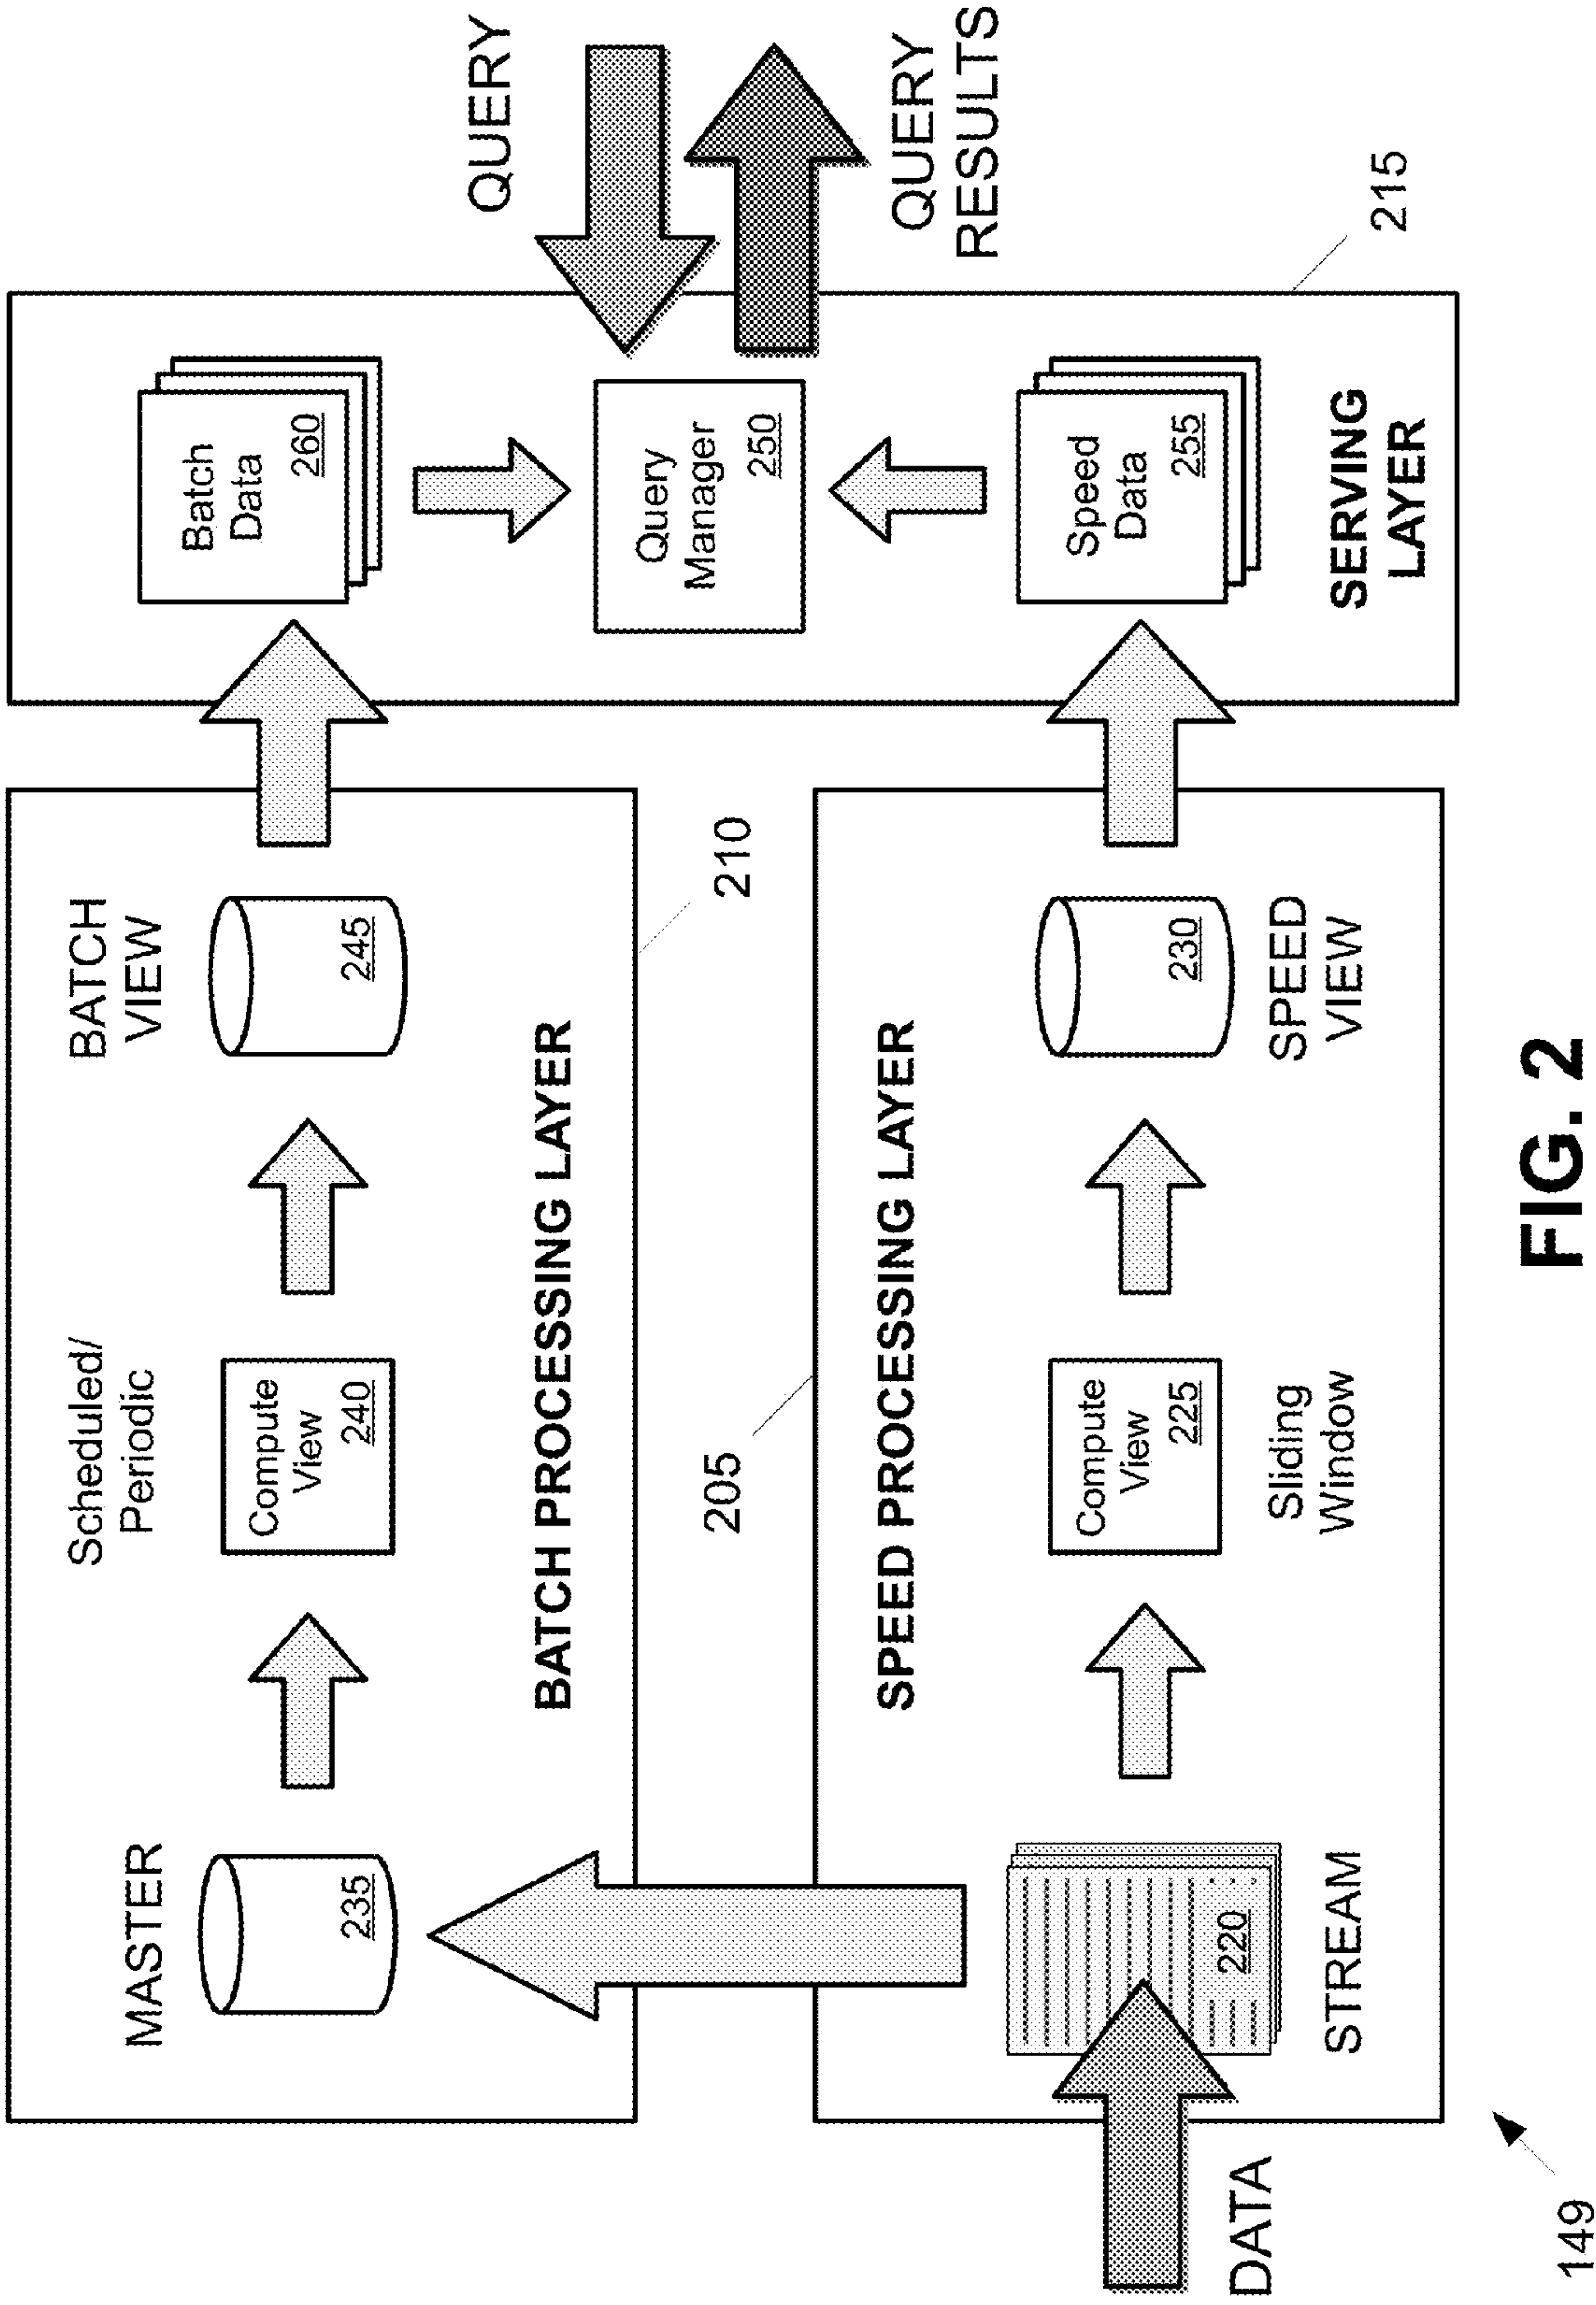 MASTER
235
Scheduled/
Periodic
Compute
View
240
BATCH
VIEW
245
BATCH PROCESSING LAYER
210
205
SPEED PROCESSING LAYER
DATA
220
STREAM
Compute
View
225
Sliding
Window
230
SPEED
VIEW
Batch
Data
260
Query
Manager
250
Speed
Data
255
SERVING
LAYER
215
QUERY
QUERY
RESULTS
149
FIG. 2